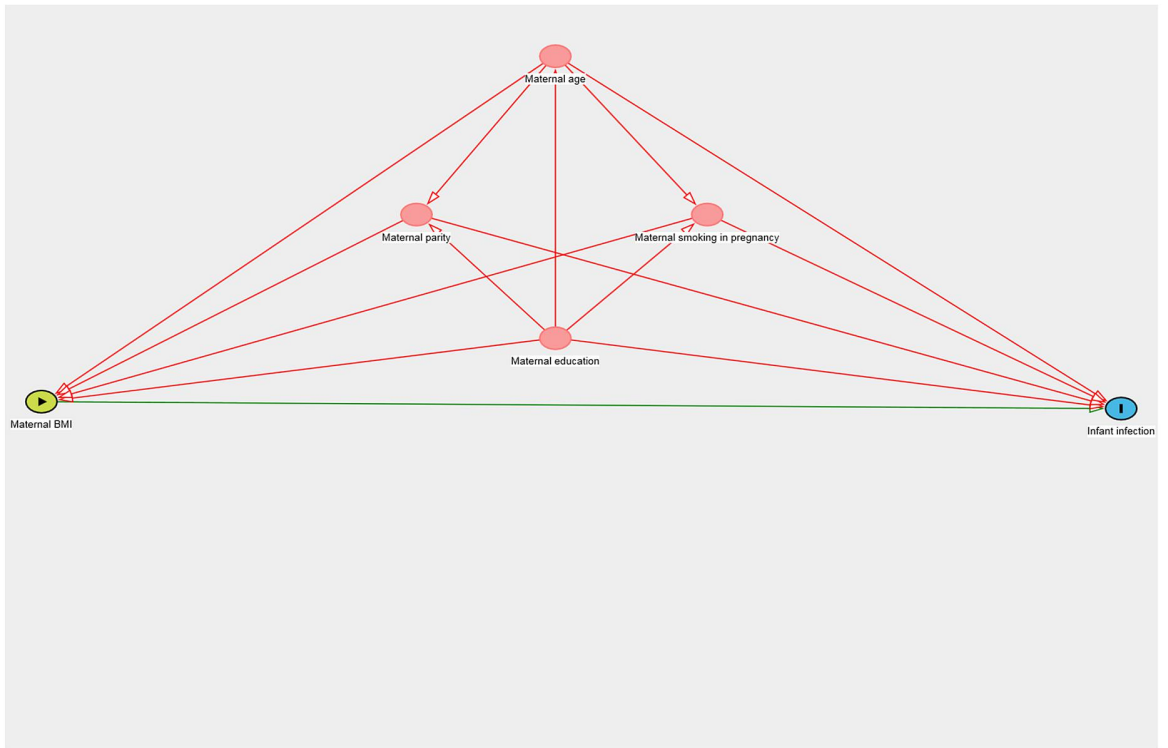 Maternal age
Maternal parity
Maternal smoking in pregnancy
Maternal education
Maternal BMI
Infant infection